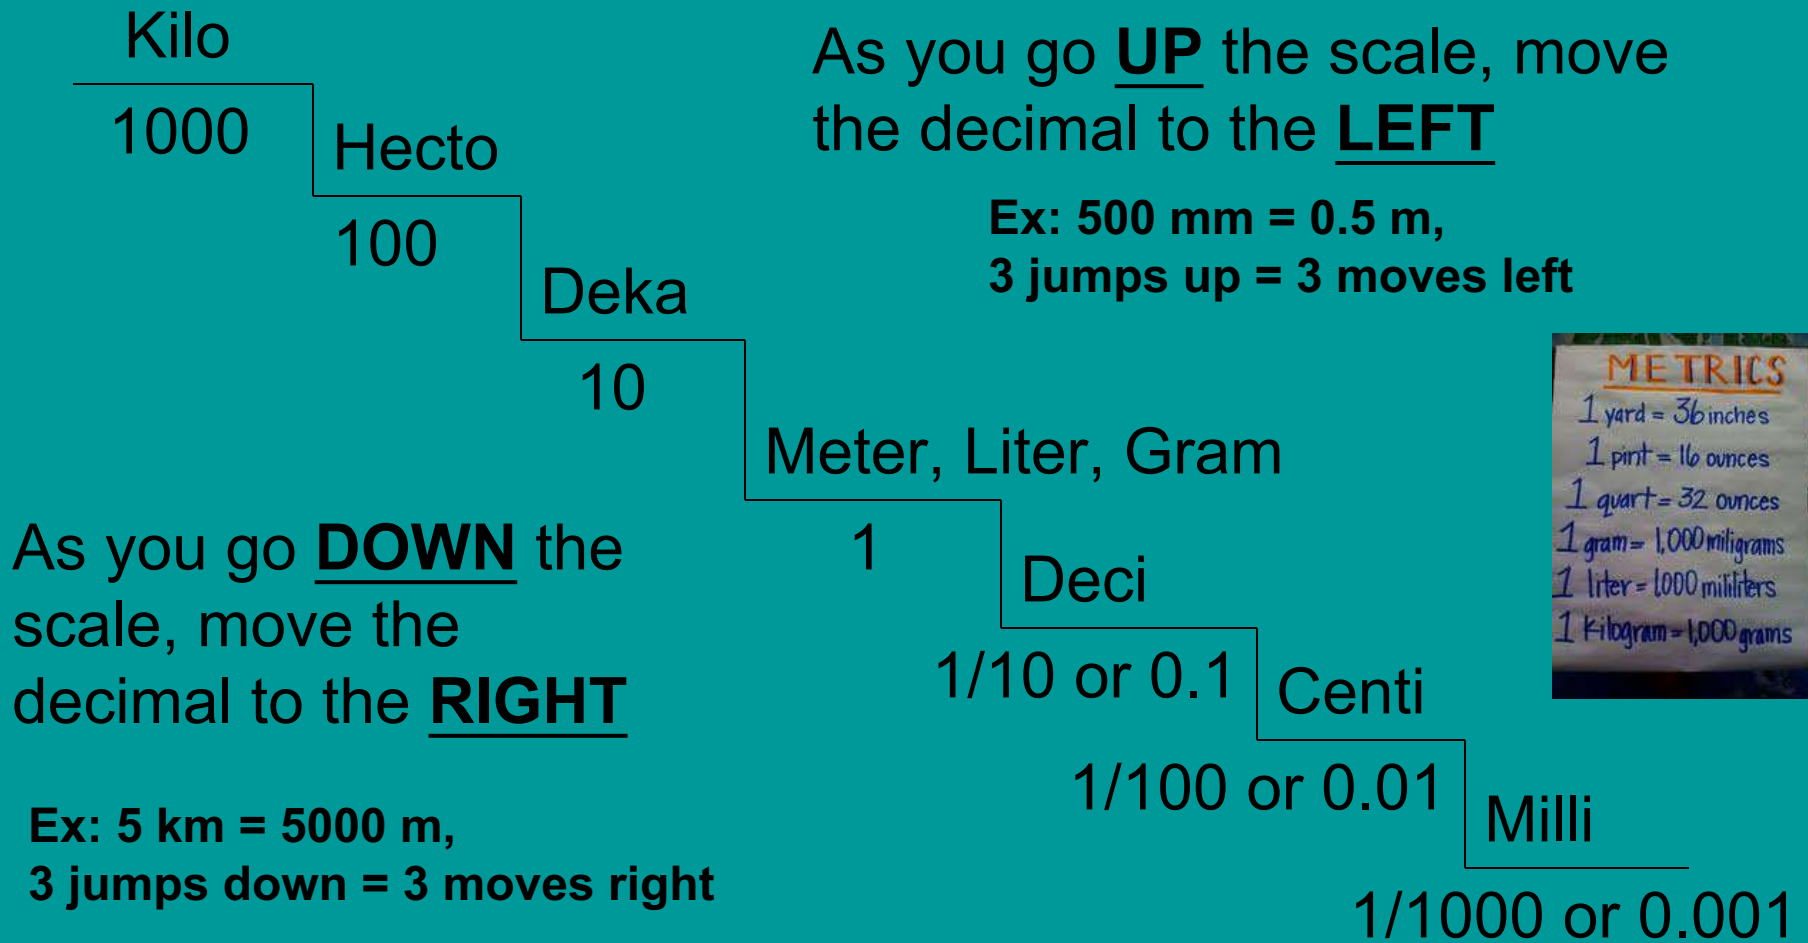 Kilo
1000
Hecto
100
Deka
10
Meter, Liter, Gram
1
Deci
1/10 or 0.1
Centi
1/100 or 0.01
Milli
1/1000 or 0.001
As you go UP the scale, move
the decimal to the LEFT
Ex: 500 mm = 0.5 m,
3 jumps up = 3 moves left
As you go DOWN the
scale, move the
decimal to the RIGHT
Ex: 5 km = 5000 m,
3 jumps down = 3 moves right
METRICS
1 yard = 36 inches
1 pint = 16 ounces
1 quart = 32 ounces
1 gram = 1,000 miligrams
1 liter = 1,000 mililiters
1 Kilogram = 1,000 grams